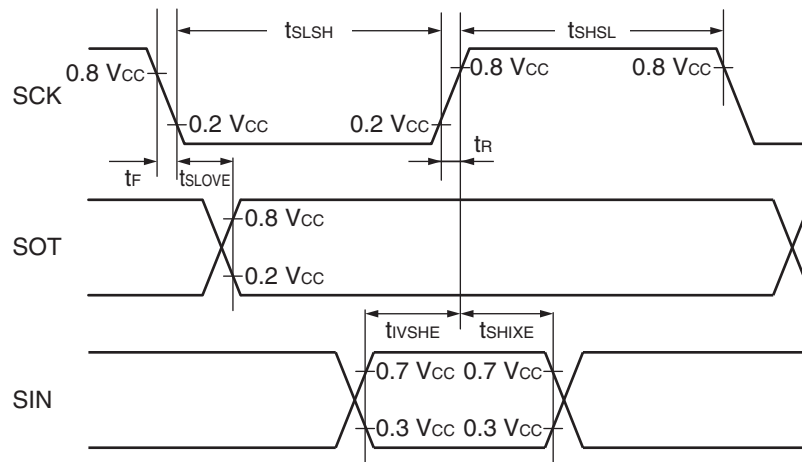 tSLSH tSHSL
0.8 VCC 0.8 VCC 0.8 VCC
SCK
0.2 VCC 0.2 VCC
tF tSLOVE tR
SOT
0.8 VCC
0.2 VCC
tIVSHE tSHIXE
0.7 VCC 0.7 VCC
SIN
0.3 VCC 0.3 VCC